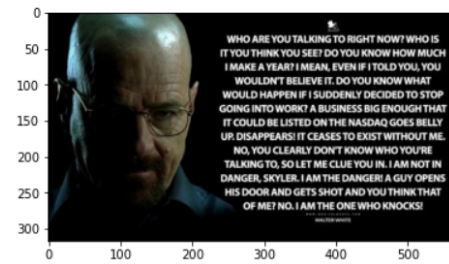 WHO ARE YOU TALKING TO RIGHT NOW? WHO IS
IT YOU THINK YOU SEE? DO YOU KNOW HOW MUCH
I MAKE A YEAR? I MEAN, EVEN IF I TOLD YOU, YOU
WOULDN'T BELIEVE IT. DO YOU KNOW WHAT
WOULD HAPPEN IF I SUDDENLY DECIDED TO STOP
GOING INTO WORK? A BUSINESS BIG ENOUGH THAT
IT COULD BE LISTED ON THE NASDAQ GOES BELLY
UP. DISAPPEARS! IT CEASES TO EXIST WITHOUT ME.
NO, YOU CLEARLY DON'T KNOW WHO YOU'RE
TALKING TO, SO LET ME CLUE YOU IN. I AM NOT IN
DANGER, SKYLER. I AM THE DANGER! A GUY OPENS
HIS DOOR AND GETS SHOT AND YOU THINK THAT
OF ME? NO. I AM THE ONE WHO KNOCKS!
WALTER WHITE
0
50
100
150
200
250
300
0 100 200 300 400 500